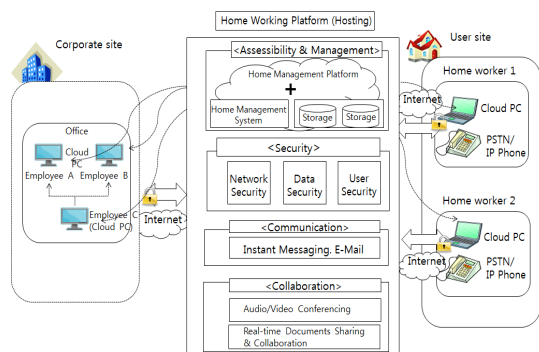 Home Working Platform (Hosting)
Corporate site
User site
<Assessibility & Management>
Home Management Platform
+
Home Management
System
Storage
Storage
<Security>
Network
Security
Data
Security
User
Security
<Communication>
Instant Messaging. E-Mail
<Collaboration>
Audio/Video Conferencing
Real-time Documents Sharing
& Collaboration
Office
Cloud
PC
Employee A
Employee B
Employee C
(Cloud PC)
Internet
Home worker 1
Internet
Cloud PC
PSTN/
IP Phone
Home worker 2
Cloud PC
Internet
PSTN/
IP Phone